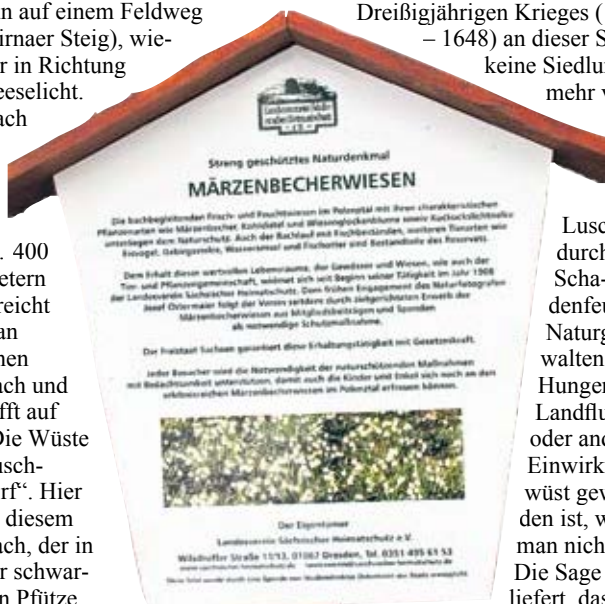 n auf einem Feldweg
irnaer Steig), wie-
r in Richtung
eeselicht.
ach
. 400
etern
reicht
an
nen
ach und
fft auf
Die Wüste
usch-
rf“. Hier
diesem
ach, der in
r schwar-
n Pfütze
Streng geschütztes Naturdenkmal
MÄRZENBECHERWIESEN
Die bachbegleitenden Frisch- und Feuchtwiesen im Polenztal mit ihren charakteristischen
Pflanzenarten wie Märzenbecher, Kohldistel und Wiesenglockenblume sowie Kuckuckslichtnelke
unterliegen dem Naturschutz. Auch der Bachlauf mit Fischbeständen, weiteren Tierarten wie
Eisvogel, Gebirgsstelze, Wasseramsel und Fischotter sind Bestandteile des Reservats.
Dem Erhalt dieses wertvollen Lebensraums, der Gewässer und Wiesen, wie auch der
Tier- und Pflanzengemeinschaft, widmet sich seit Beginn seiner Tätigkeit im Jahr 1908
der Landesverein Sächsischer Heimatschutz. Dem frühen Engagement des Naturfotografen
Josef Ostermaier folgt der Verein seitdem durch zielgerichteten Erwerb der
Märzenbecherwiesen aus Mitgliedsbeiträgen und Spenden
als notwendige Schutzmaßnahme.
Der Freistaat Sachsen garantiert diese Erhaltungstätigkeit mit Gesetzeskraft.
Jeder Besucher wird die Notwendigkeit der naturschützenden Maßnahmen
mit Bedachtsamkeit unterstützen, damit auch die Kinder und Enkel sich noch an den
erlebnisreichen Märzenbecherwiesen im Polenztal erfreuen können.
Der Eigentümer
Landesverein Sächsischer Heimatschutz e.V.
Wilsdruffer Straße 11/13, 01067 Dresden, Tel. 0351 495 61 53
Dreißigjährigen Krieges (
– 1648) an dieser S
keine Siedlu
mehr v
Lusc
durch
Scha-
denfeu
Naturg
walten
Hunger
Landflu
oder and
Einwirk
wüst gew
den ist, w
man nich
Die Sage
liefert, das